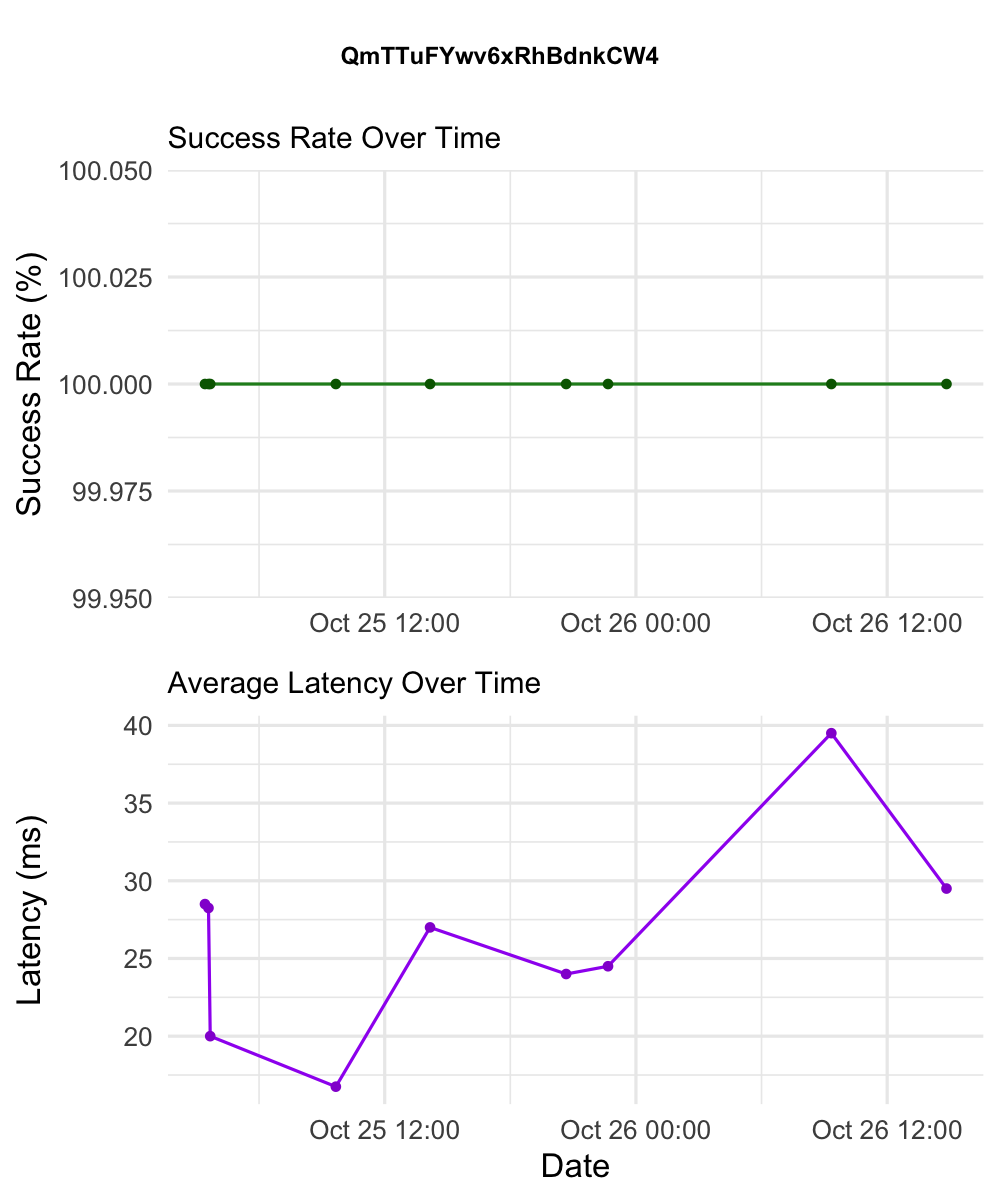 QmTTuFYwv6xRhBdnkCW4
Success Rate Over Time
Success Rate (%)
100.050
100.025
100.000
99.975
99.950
Oct 25 12:00 Oct 26 00:00 Oct 26 12:00
Average Latency Over Time
Latency (ms)
40
35
30
25
20
Oct 25 12:00 Oct 26 00:00 Oct 26 12:00
Date